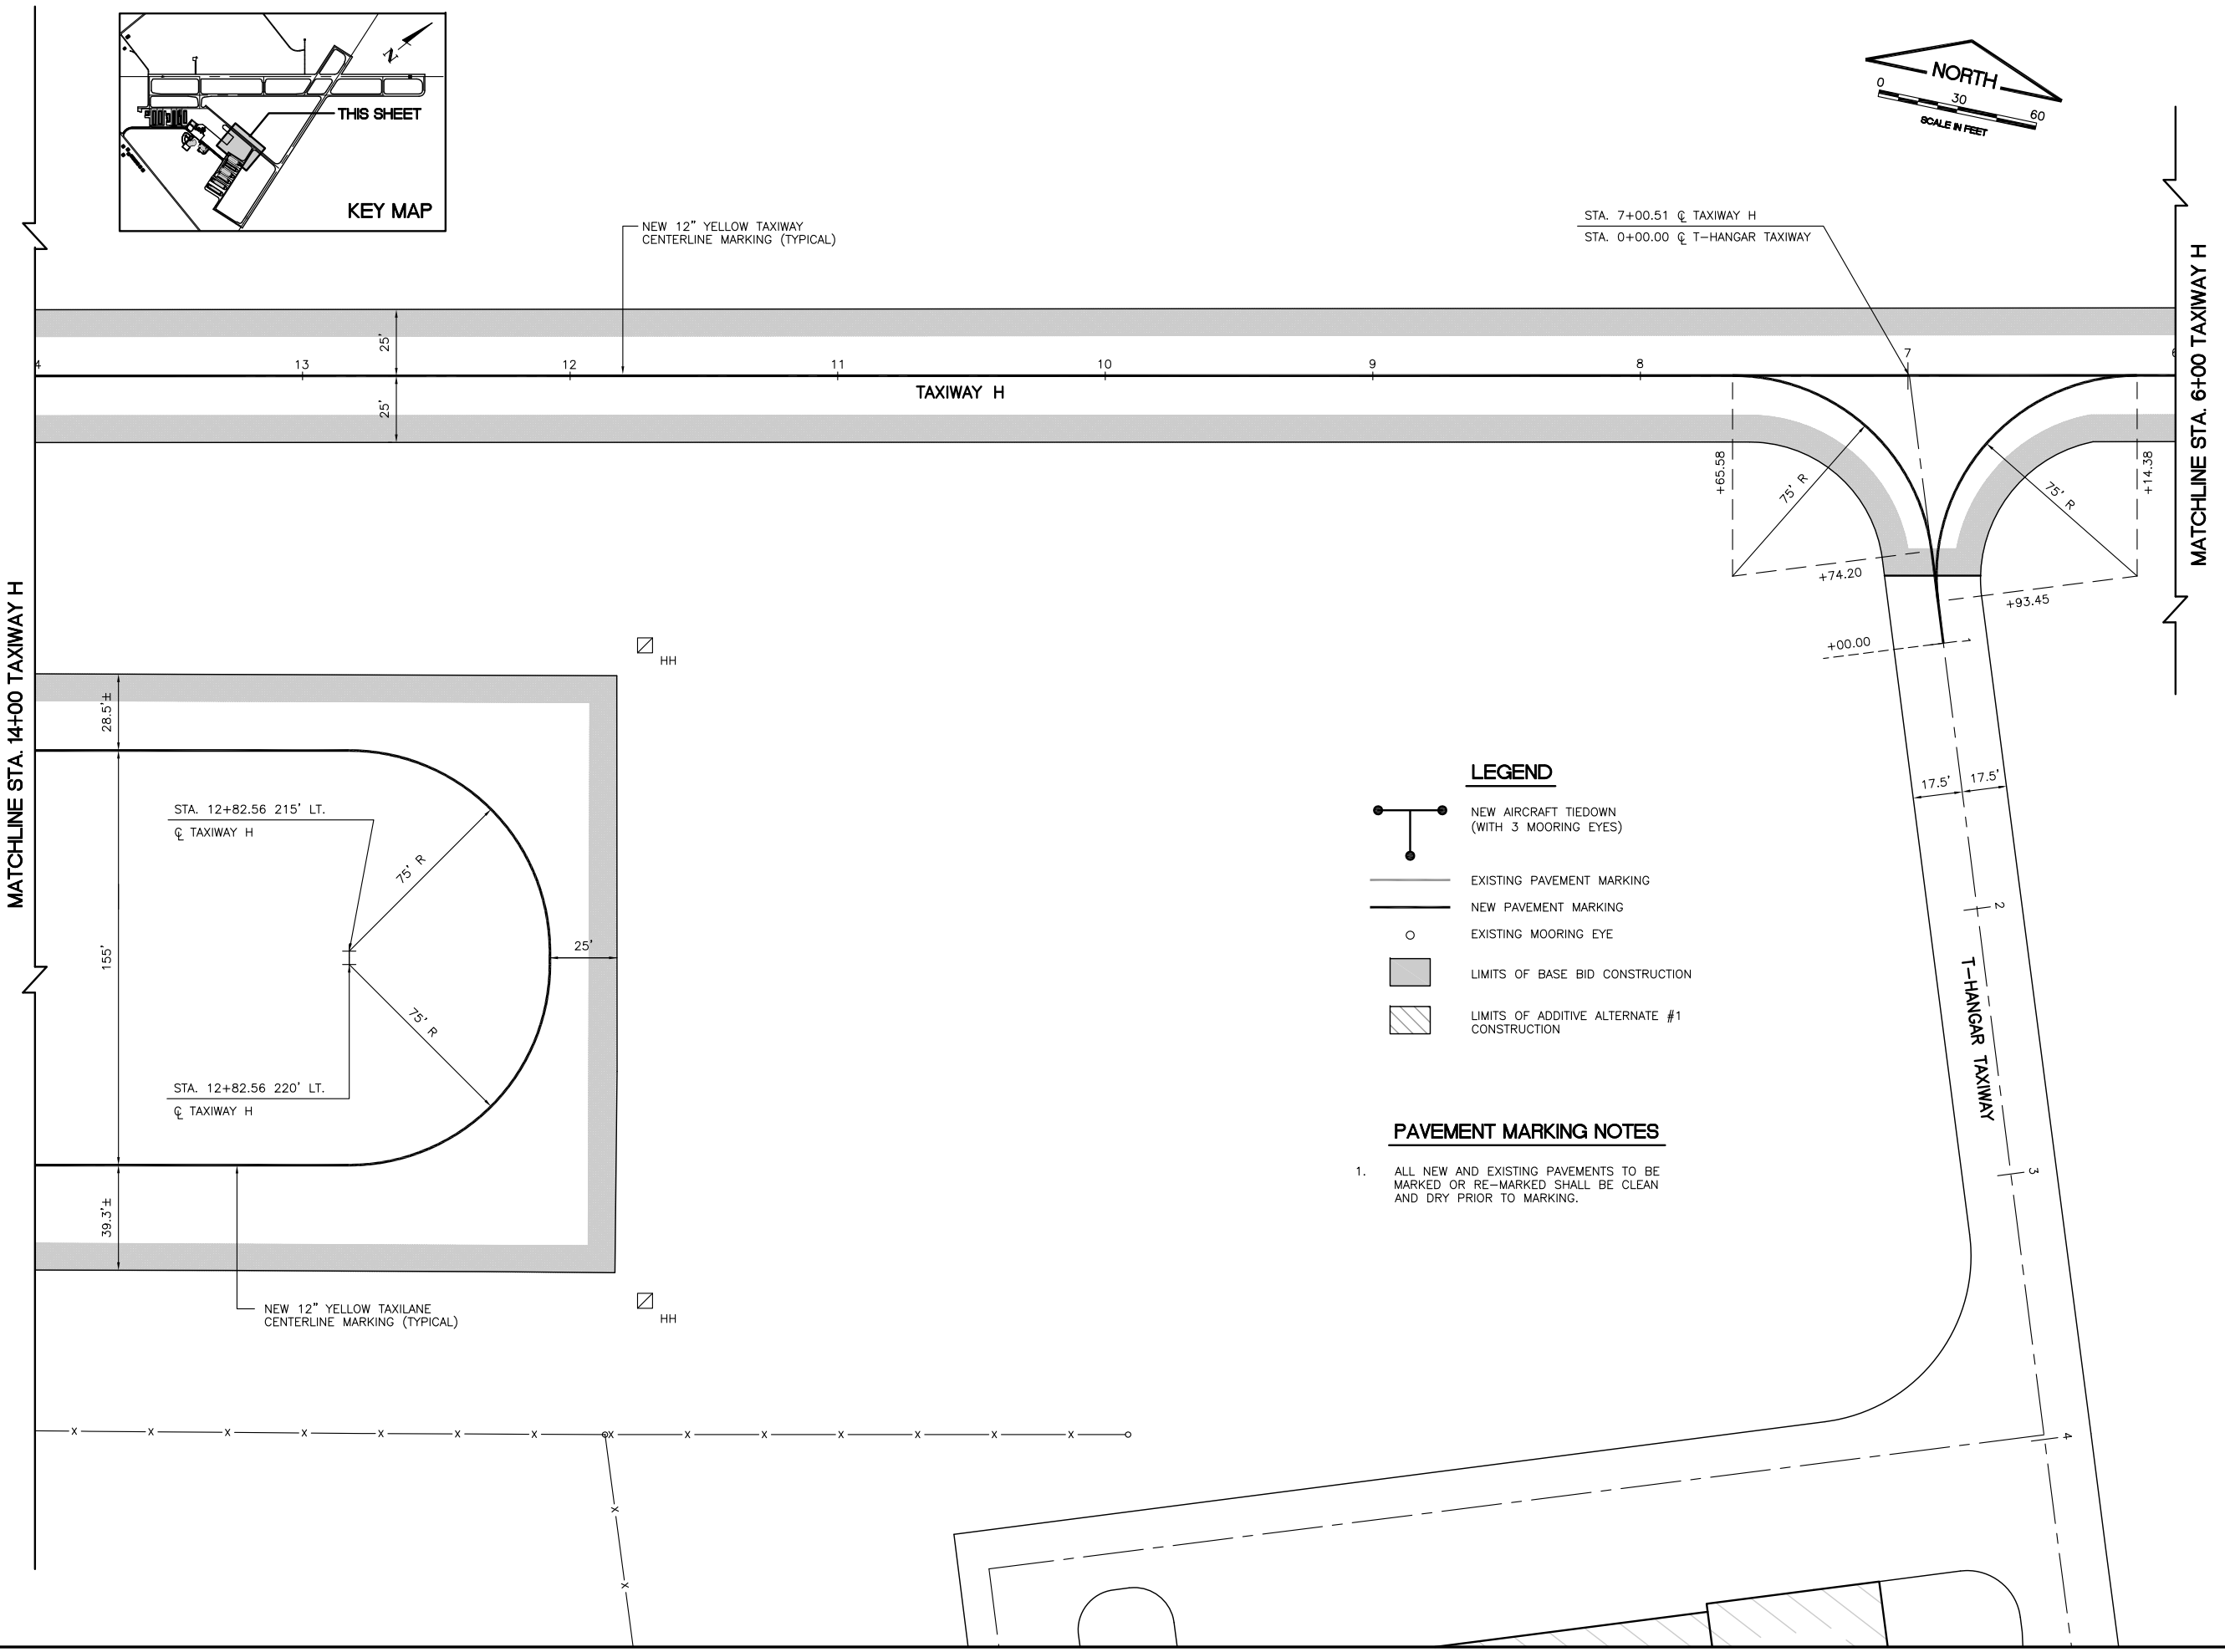 N
THIS SHEET
KEY MAP
NORTH
0 30 60
SCALE IN FEET
NEW 12" YELLOW TAXIWAY
CENTERLINE MARKING (TYPICAL)
STA. 7+00.51 ℄ TAXIWAY H
STA. 0+00.00 ℄ T-HANGAR TAXIWAY
MATCHLINE STA. 6+00 TAXIWAY H
25'
4 13 12 11 10 9 8 7 6
TAXIWAY H
25'
+65.58
75' R
75' R
+14.38
+74.20
+93.45
+00.00
1
MATCHLINE STA. 14+00 TAXIWAY H
HH
28.5'±
STA. 12+82.56 215' LT.
℄ TAXIWAY H
75' R
155'
25'
75' R
STA. 12+82.56 220' LT.
℄ TAXIWAY H
39.3'±
NEW 12" YELLOW TAXILANE
CENTERLINE MARKING (TYPICAL)
HH
LEGEND
NEW AIRCRAFT TIEDOWN
(WITH 3 MOORING EYES)
EXISTING PAVEMENT MARKING
NEW PAVEMENT MARKING
EXISTING MOORING EYE
LIMITS OF BASE BID CONSTRUCTION
LIMITS OF ADDITIVE ALTERNATE #1
CONSTRUCTION
PAVEMENT MARKING NOTES
1. ALL NEW AND EXISTING PAVEMENTS TO BE
MARKED OR RE-MARKED SHALL BE CLEAN
AND DRY PRIOR TO MARKING.
17.5' 17.5'
2
T-HANGAR TAXIWAY
3
4
X X X X X X X X X X X X X X
X
X